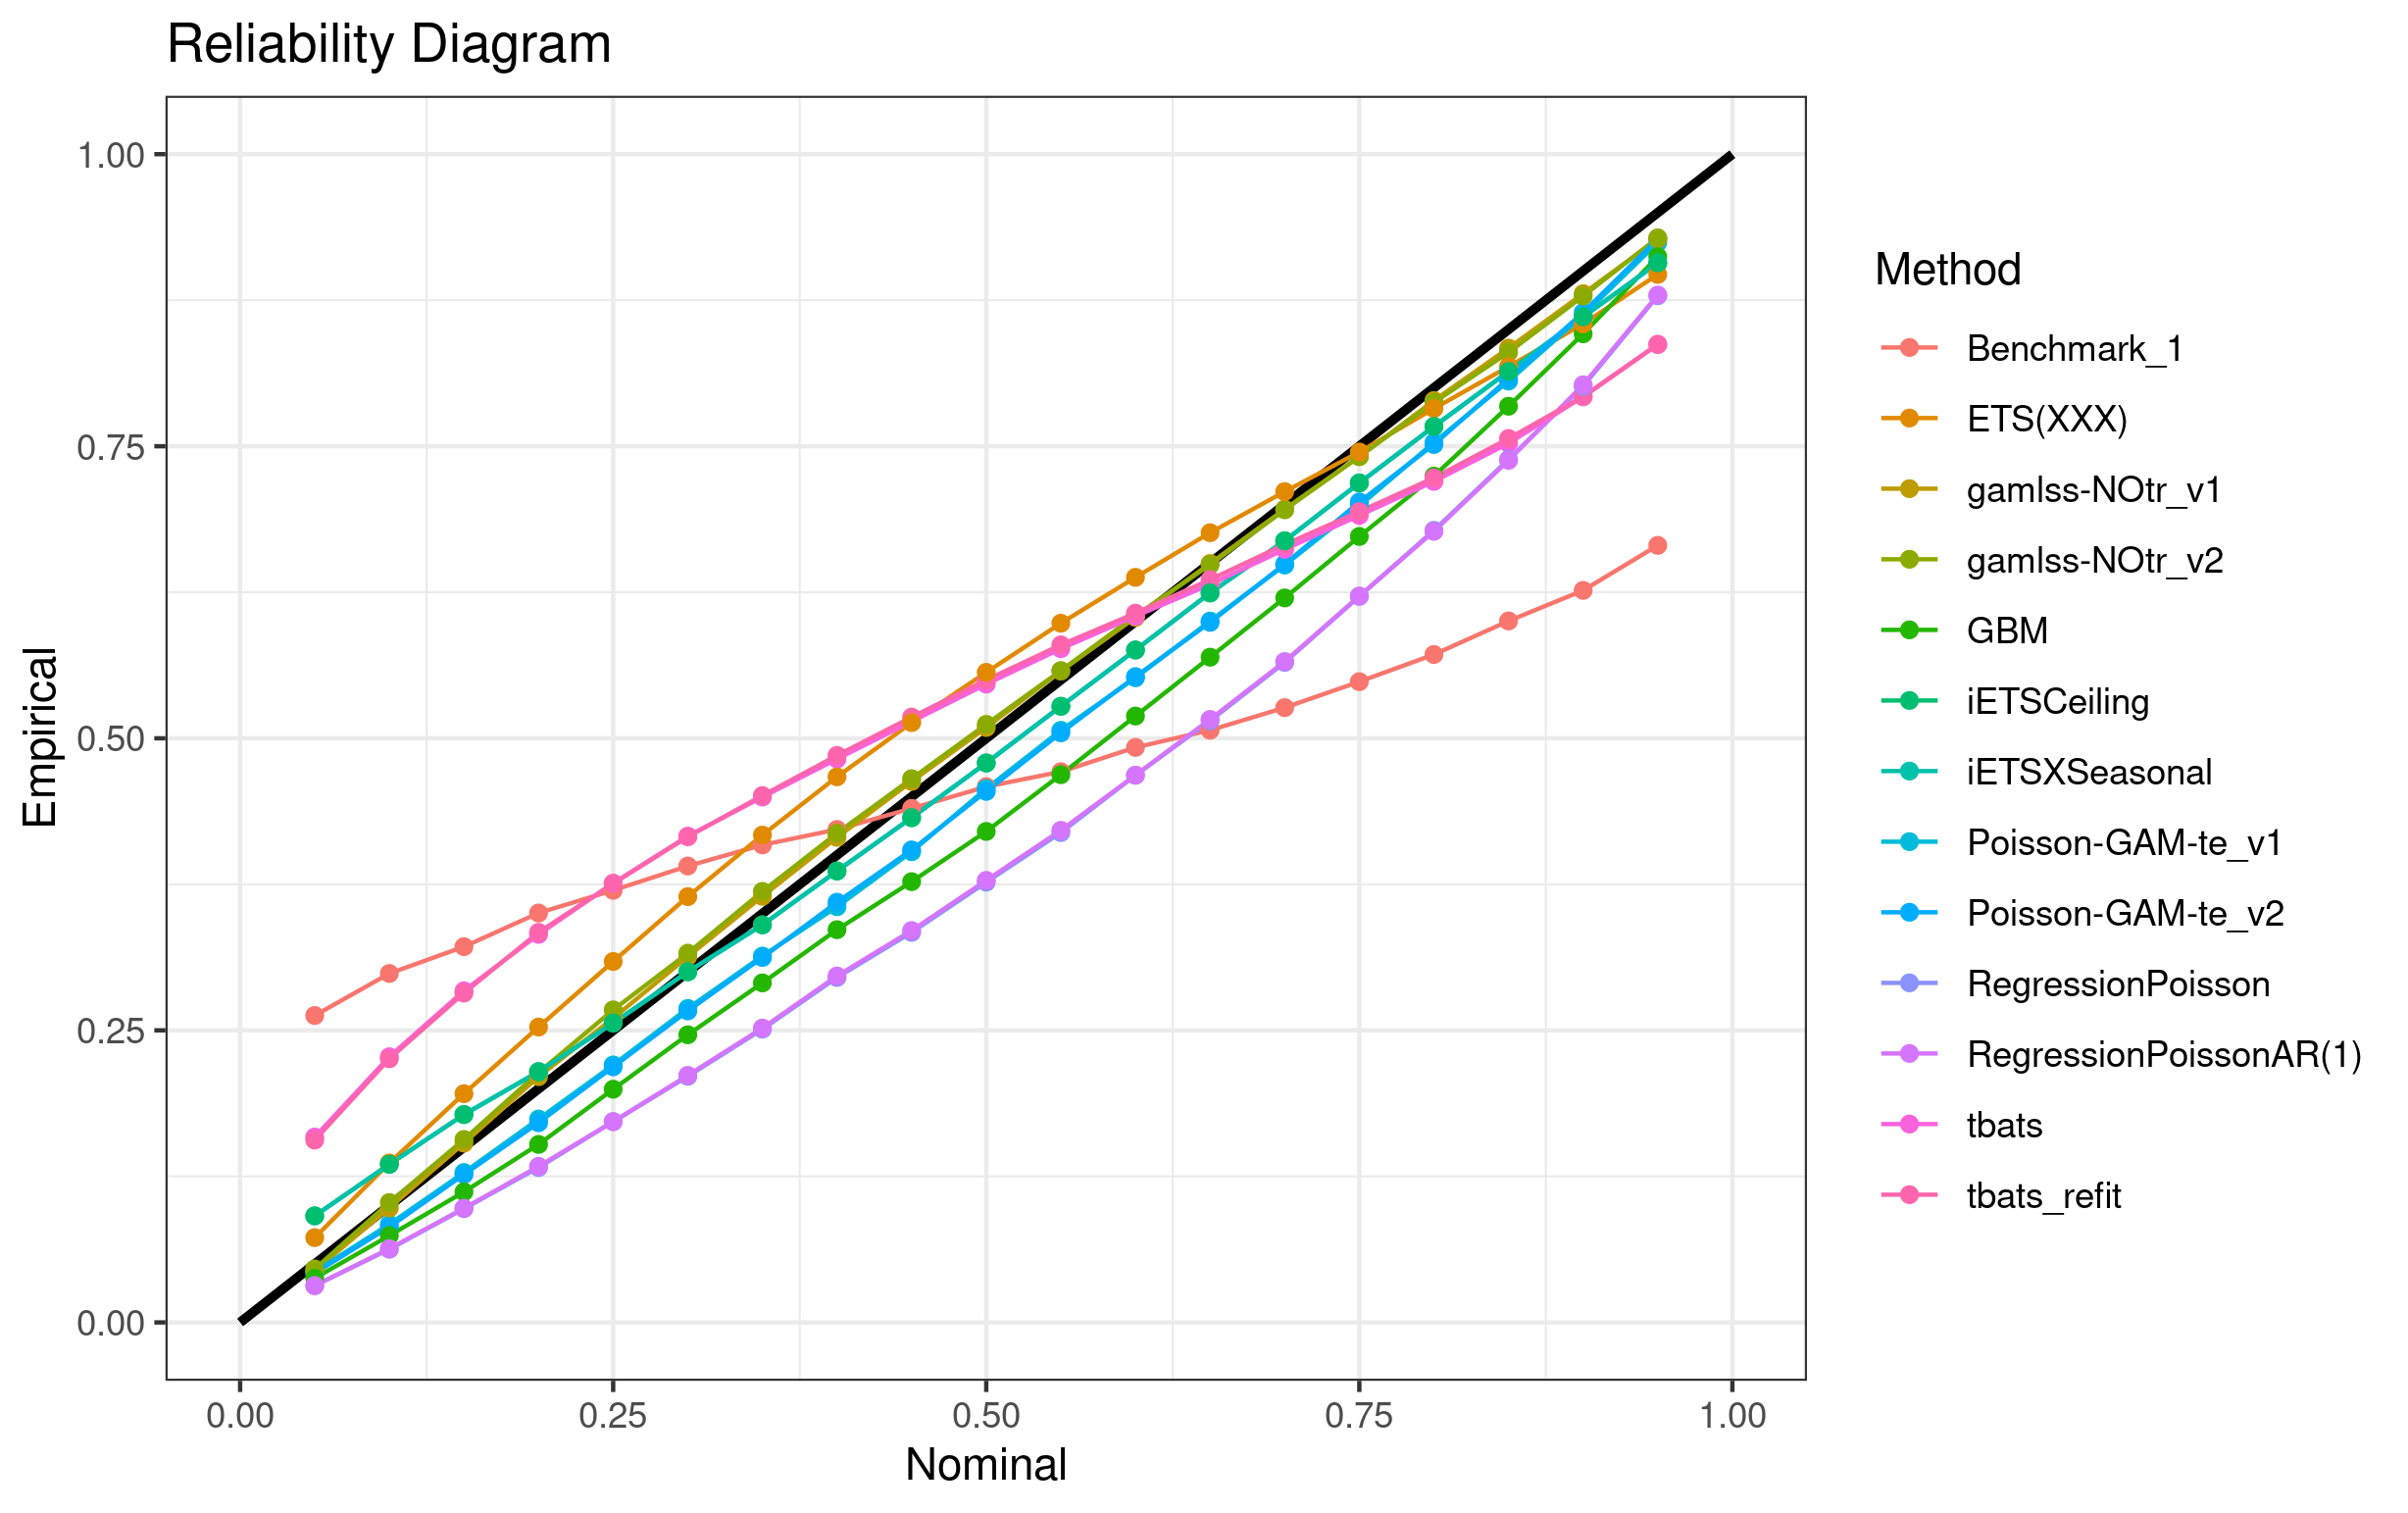 Reliability Diagram
1.00
0.75
0.50
0.25
0.00
Empirical
0.00 0.25 0.50 0.75 1.00
Nominal
Method
Benchmark_1
ETS(XXX)
gamlss-NOtr_v1
gamlss-NOtr_v2
GBM
iETSCeiling
iETSXSeasonal
Poisson-GAM-te_v1
Poisson-GAM-te_v2
RegressionPoisson
RegressionPoissonAR(1)
tbats
tbats_refit